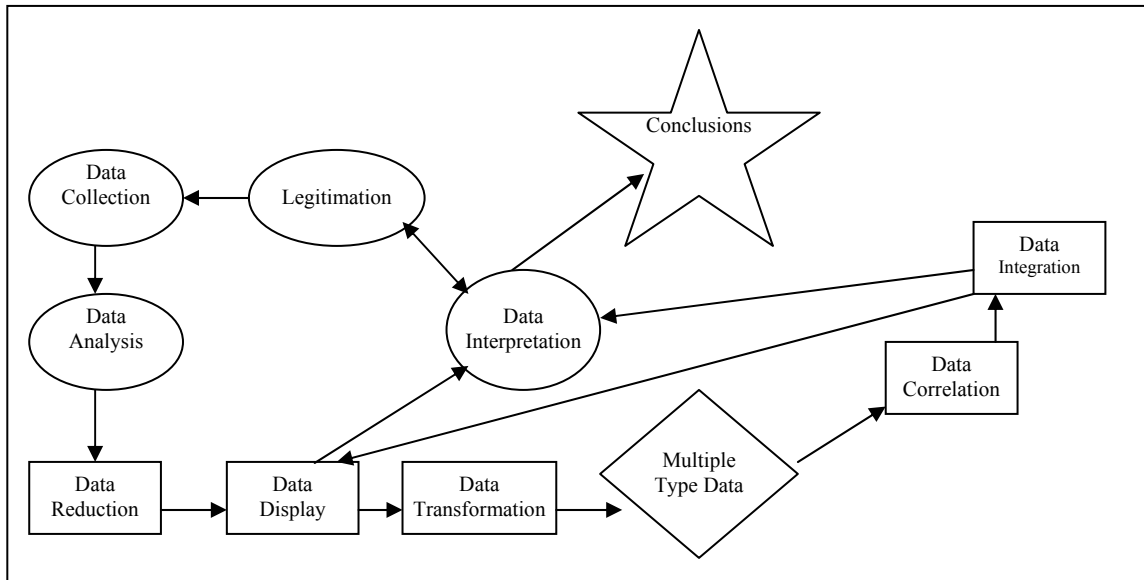 Conclusions
Data
Collection
Legitimation
Data
Integration
Data
Analysis
Data
Interpretation
Data
Correlation
Data
Reduction
Data
Display
Data
Transformation
Multiple
Type Data